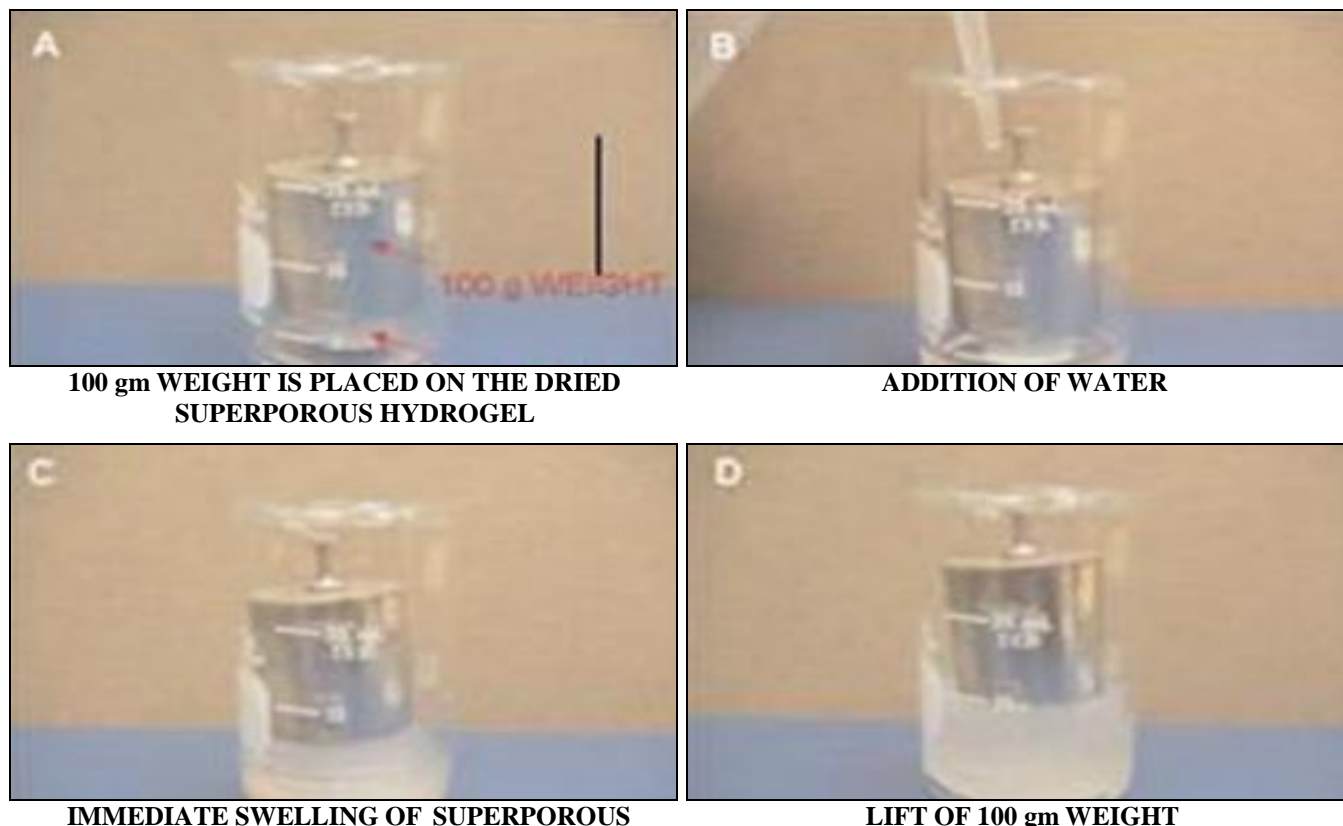 A
100 g WEIGHT
B
100 gm WEIGHT IS PLACED ON THE DRIED
SUPERPOROUS HYDROGEL
ADDITION OF WATER
C
D
IMMEDIATE SWELLING OF SUPERPOROUS
LIFT OF 100 gm WEIGHT